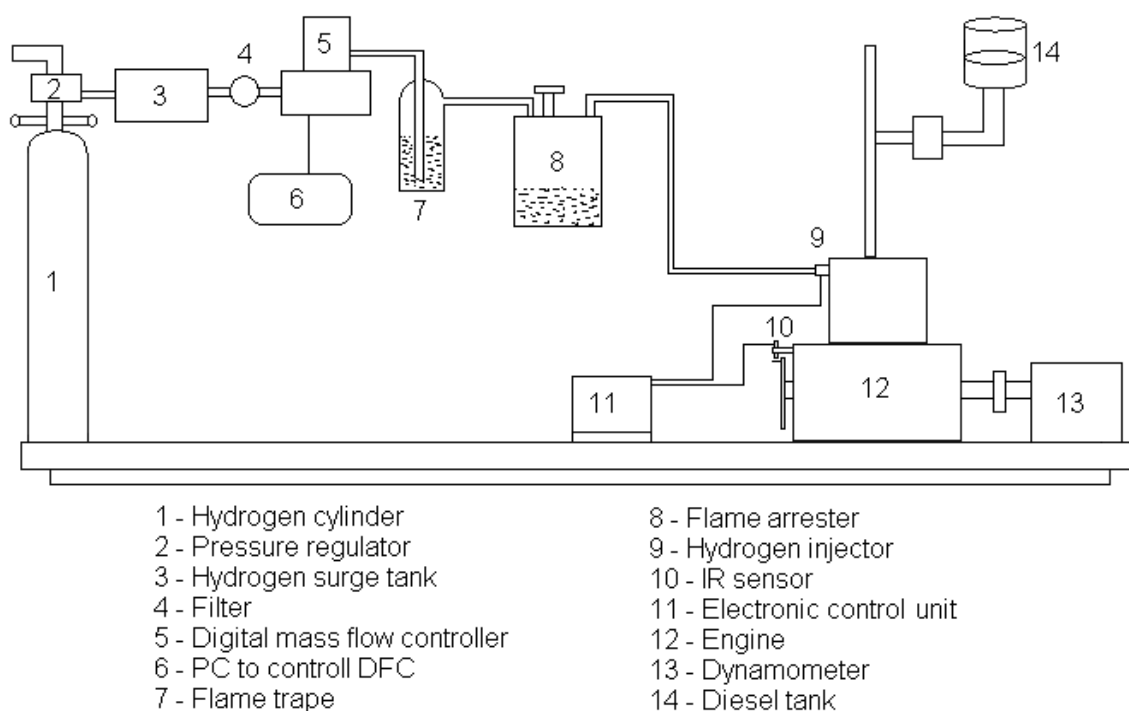 5
4
14
2
3
8
6
7
9
1
10
12
11
13
1 - Hydrogen cylinder
2 - Pressure regulator
3 - Hydrogen surge tank
4 - Filter
5 - Digital mass flow controller
6 - PC to controll DFC
7 - Flame trape
8 - Flame arrester
9 - Hydrogen injector
10 - IR sensor
11 - Electronic control unit
12 - Engine
13 - Dynamometer
14 - Diesel tank